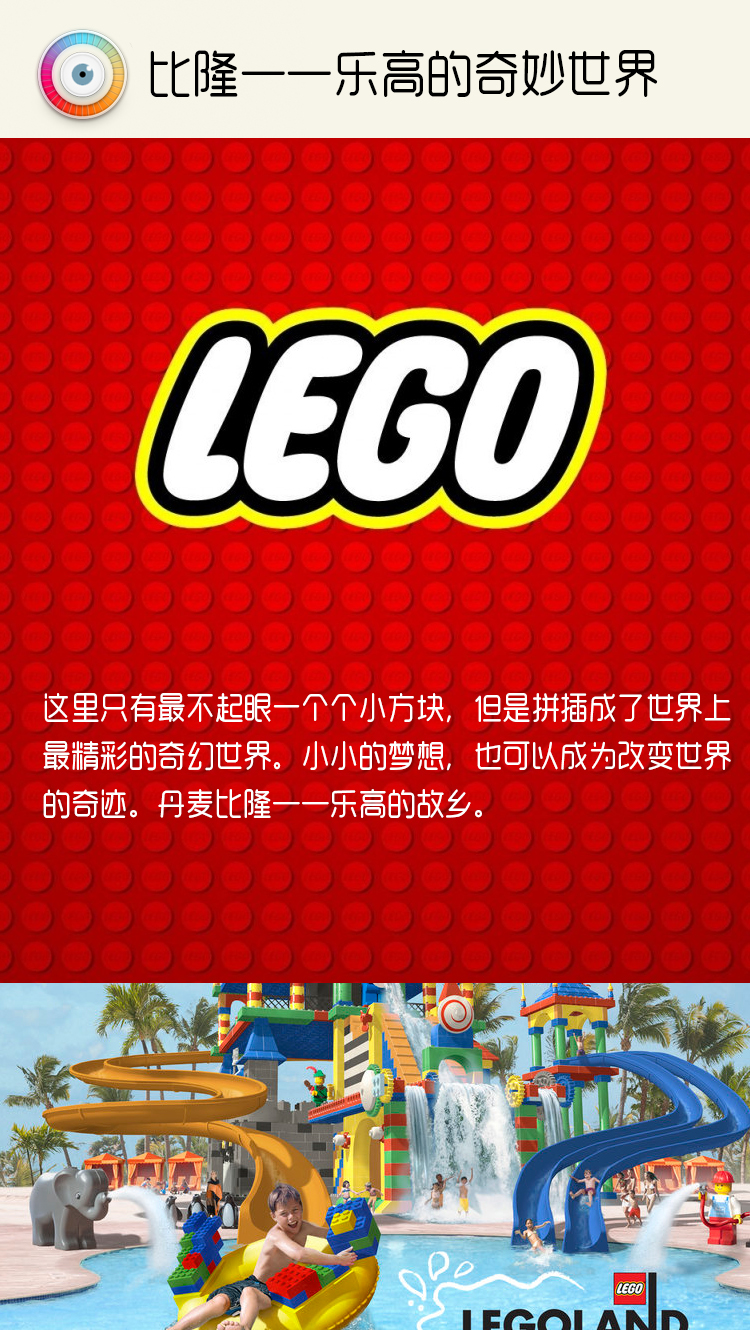 比隆——乐高的奇妙世界
LEGO
这里只有最不起眼一个个小方块，但是拼插成了世界上
最精彩的奇幻世界。小小的梦想，也可以成为改变世界
的奇迹。丹麦比隆——乐高的故乡。
LEGO
LEGOLAND